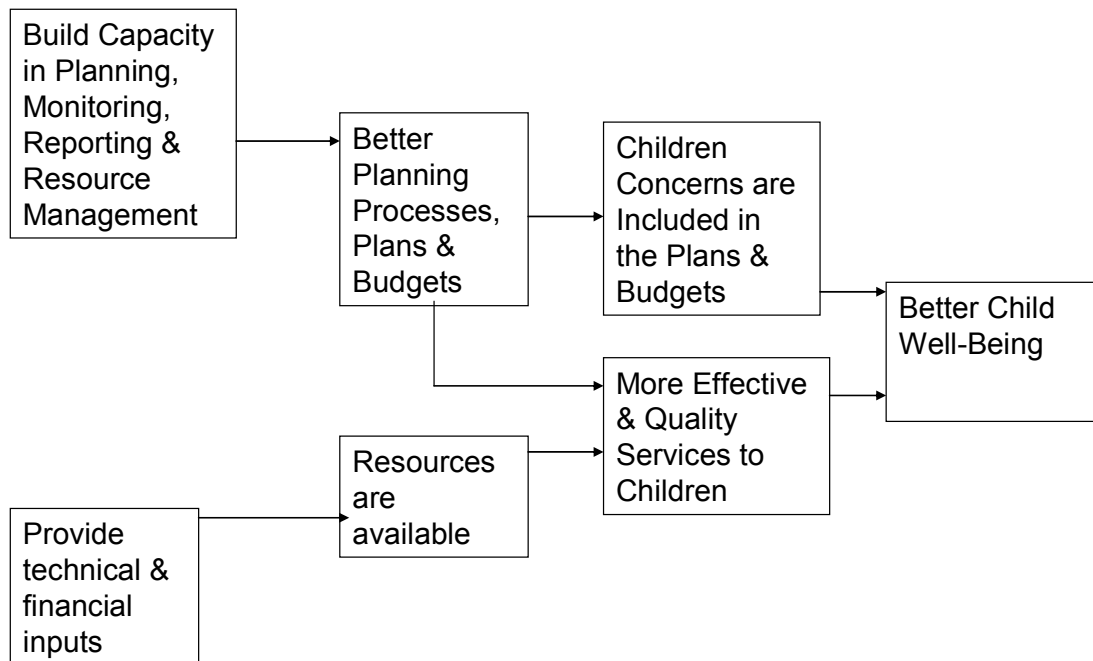 Build Capacity
in Planning,
Monitoring,
Reporting &
Resource
Management
Better
Planning
Processes,
Plans &
Budgets
Children
Concerns are
Included in
the Plans &
Budgets
Better Child
Well-Being
More Effective
& Quality
Services to
Children
Resources
are
available
Provide
technical &
financial
inputs